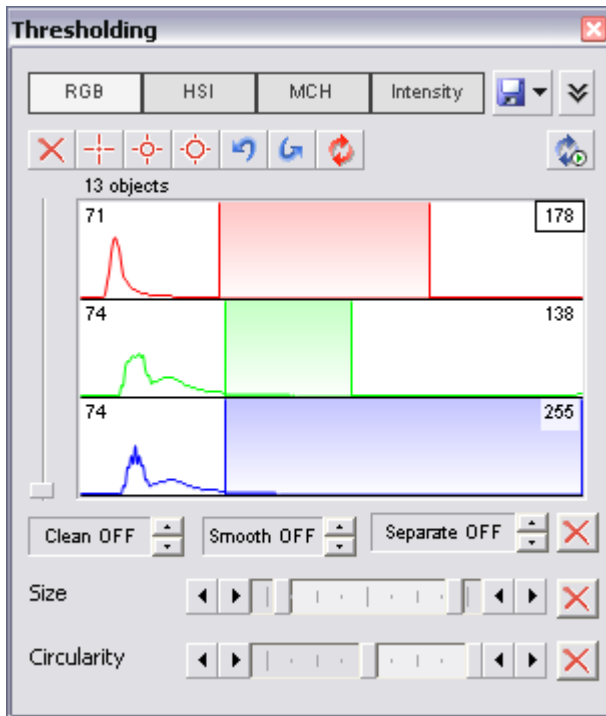 Thresholding
RGB HSI MCH Intensity
13 objects
71 178
74 138
74 255
Clean OFF Smooth OFF Separate OFF
Size
Circularity